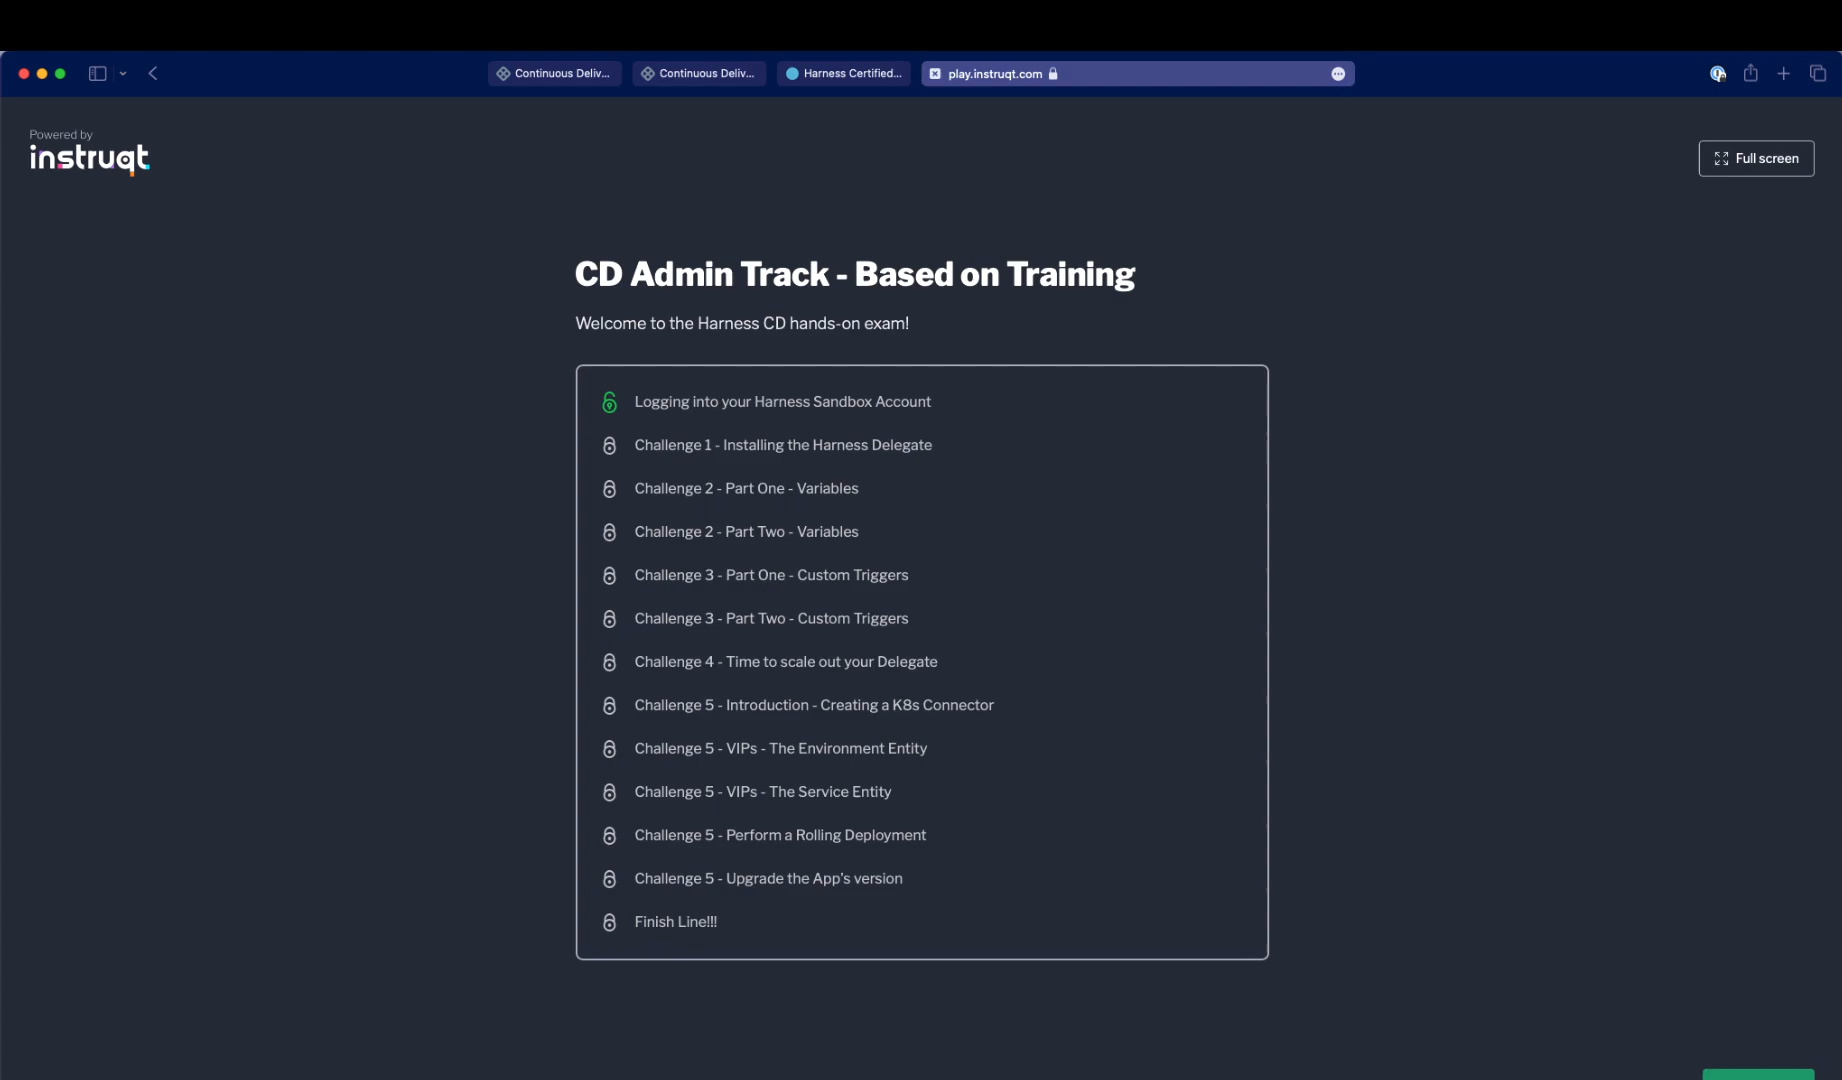 Continuous Deliv...
Continuous Deliv...
Harness Certified...
play.instruqt.com
Powered by
instruqt
Full screen
CD Admin Track - Based on Training
Welcome to the Harness CD hands-on exam!
Logging into your Harness Sandbox Account
Challenge 1 - Installing the Harness Delegate
Challenge 2 - Part One - Variables
Challenge 2 - Part Two - Variables
Challenge 3 - Part One - Custom Triggers
Challenge 3 - Part Two - Custom Triggers
Challenge 4 - Time to scale out your Delegate
Challenge 5 - Introduction - Creating a K8s Connector
Challenge 5 - VIPs - The Environment Entity
Challenge 5 - VIPs - The Service Entity
Challenge 5 - Perform a Rolling Deployment
Challenge 5 - Upgrade the App's version
Finish Line!!!